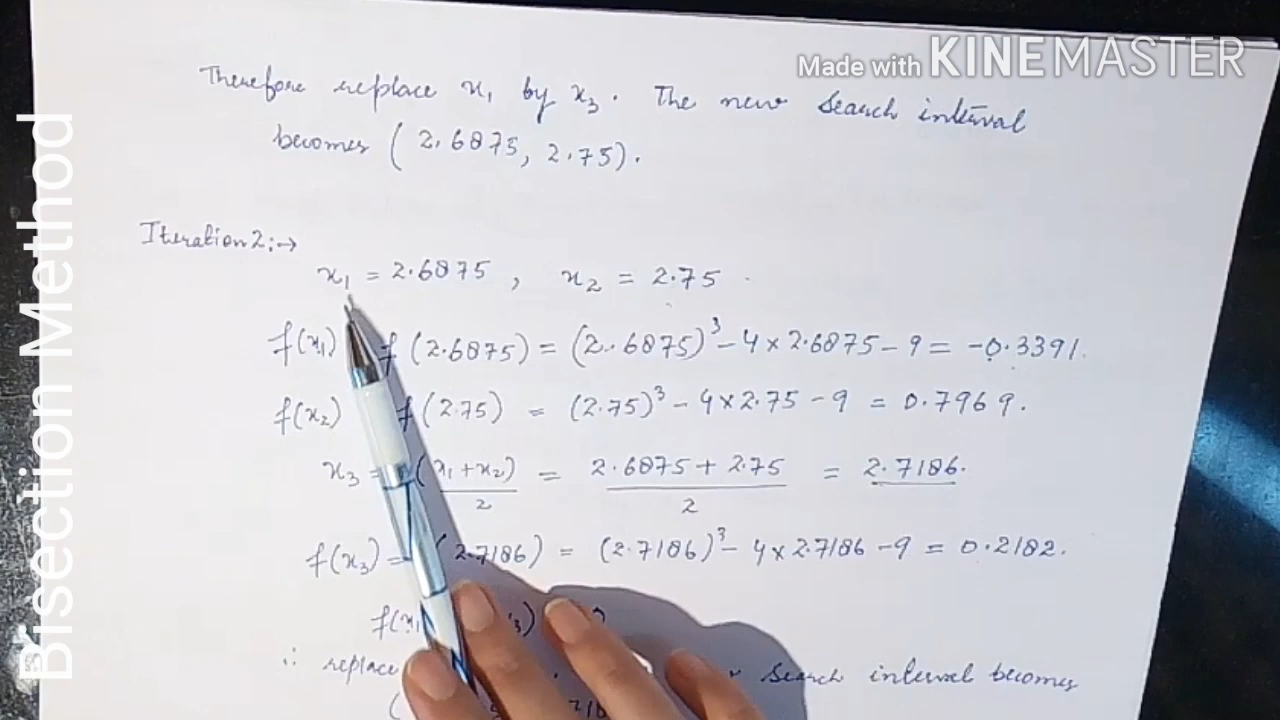 Made with KINEMASTER
Bisection Method
Therefore replace x₁ by x₃. The new search interval
becomes (2.6875, 2.75).
Iteration 2:→
x₁ = 2.6875, x₂ = 2.75
f(x₁) f(2.6875) = (2.6875)³ - 4 × 2.6875 - 9 = -0.3391.
f(x₂) f(2.75) = (2.75)³ - 4 × 2.75 - 9 = 0.7969.
x₃ = (x₁+x₂)/2 = 2.6875 + 2.75/2 = 2.7186.
f(x₃) = (2.7186) = (2.7186)³ - 4 × 2.7186 - 9 = 0.2182.
∴ replace search interval becomes